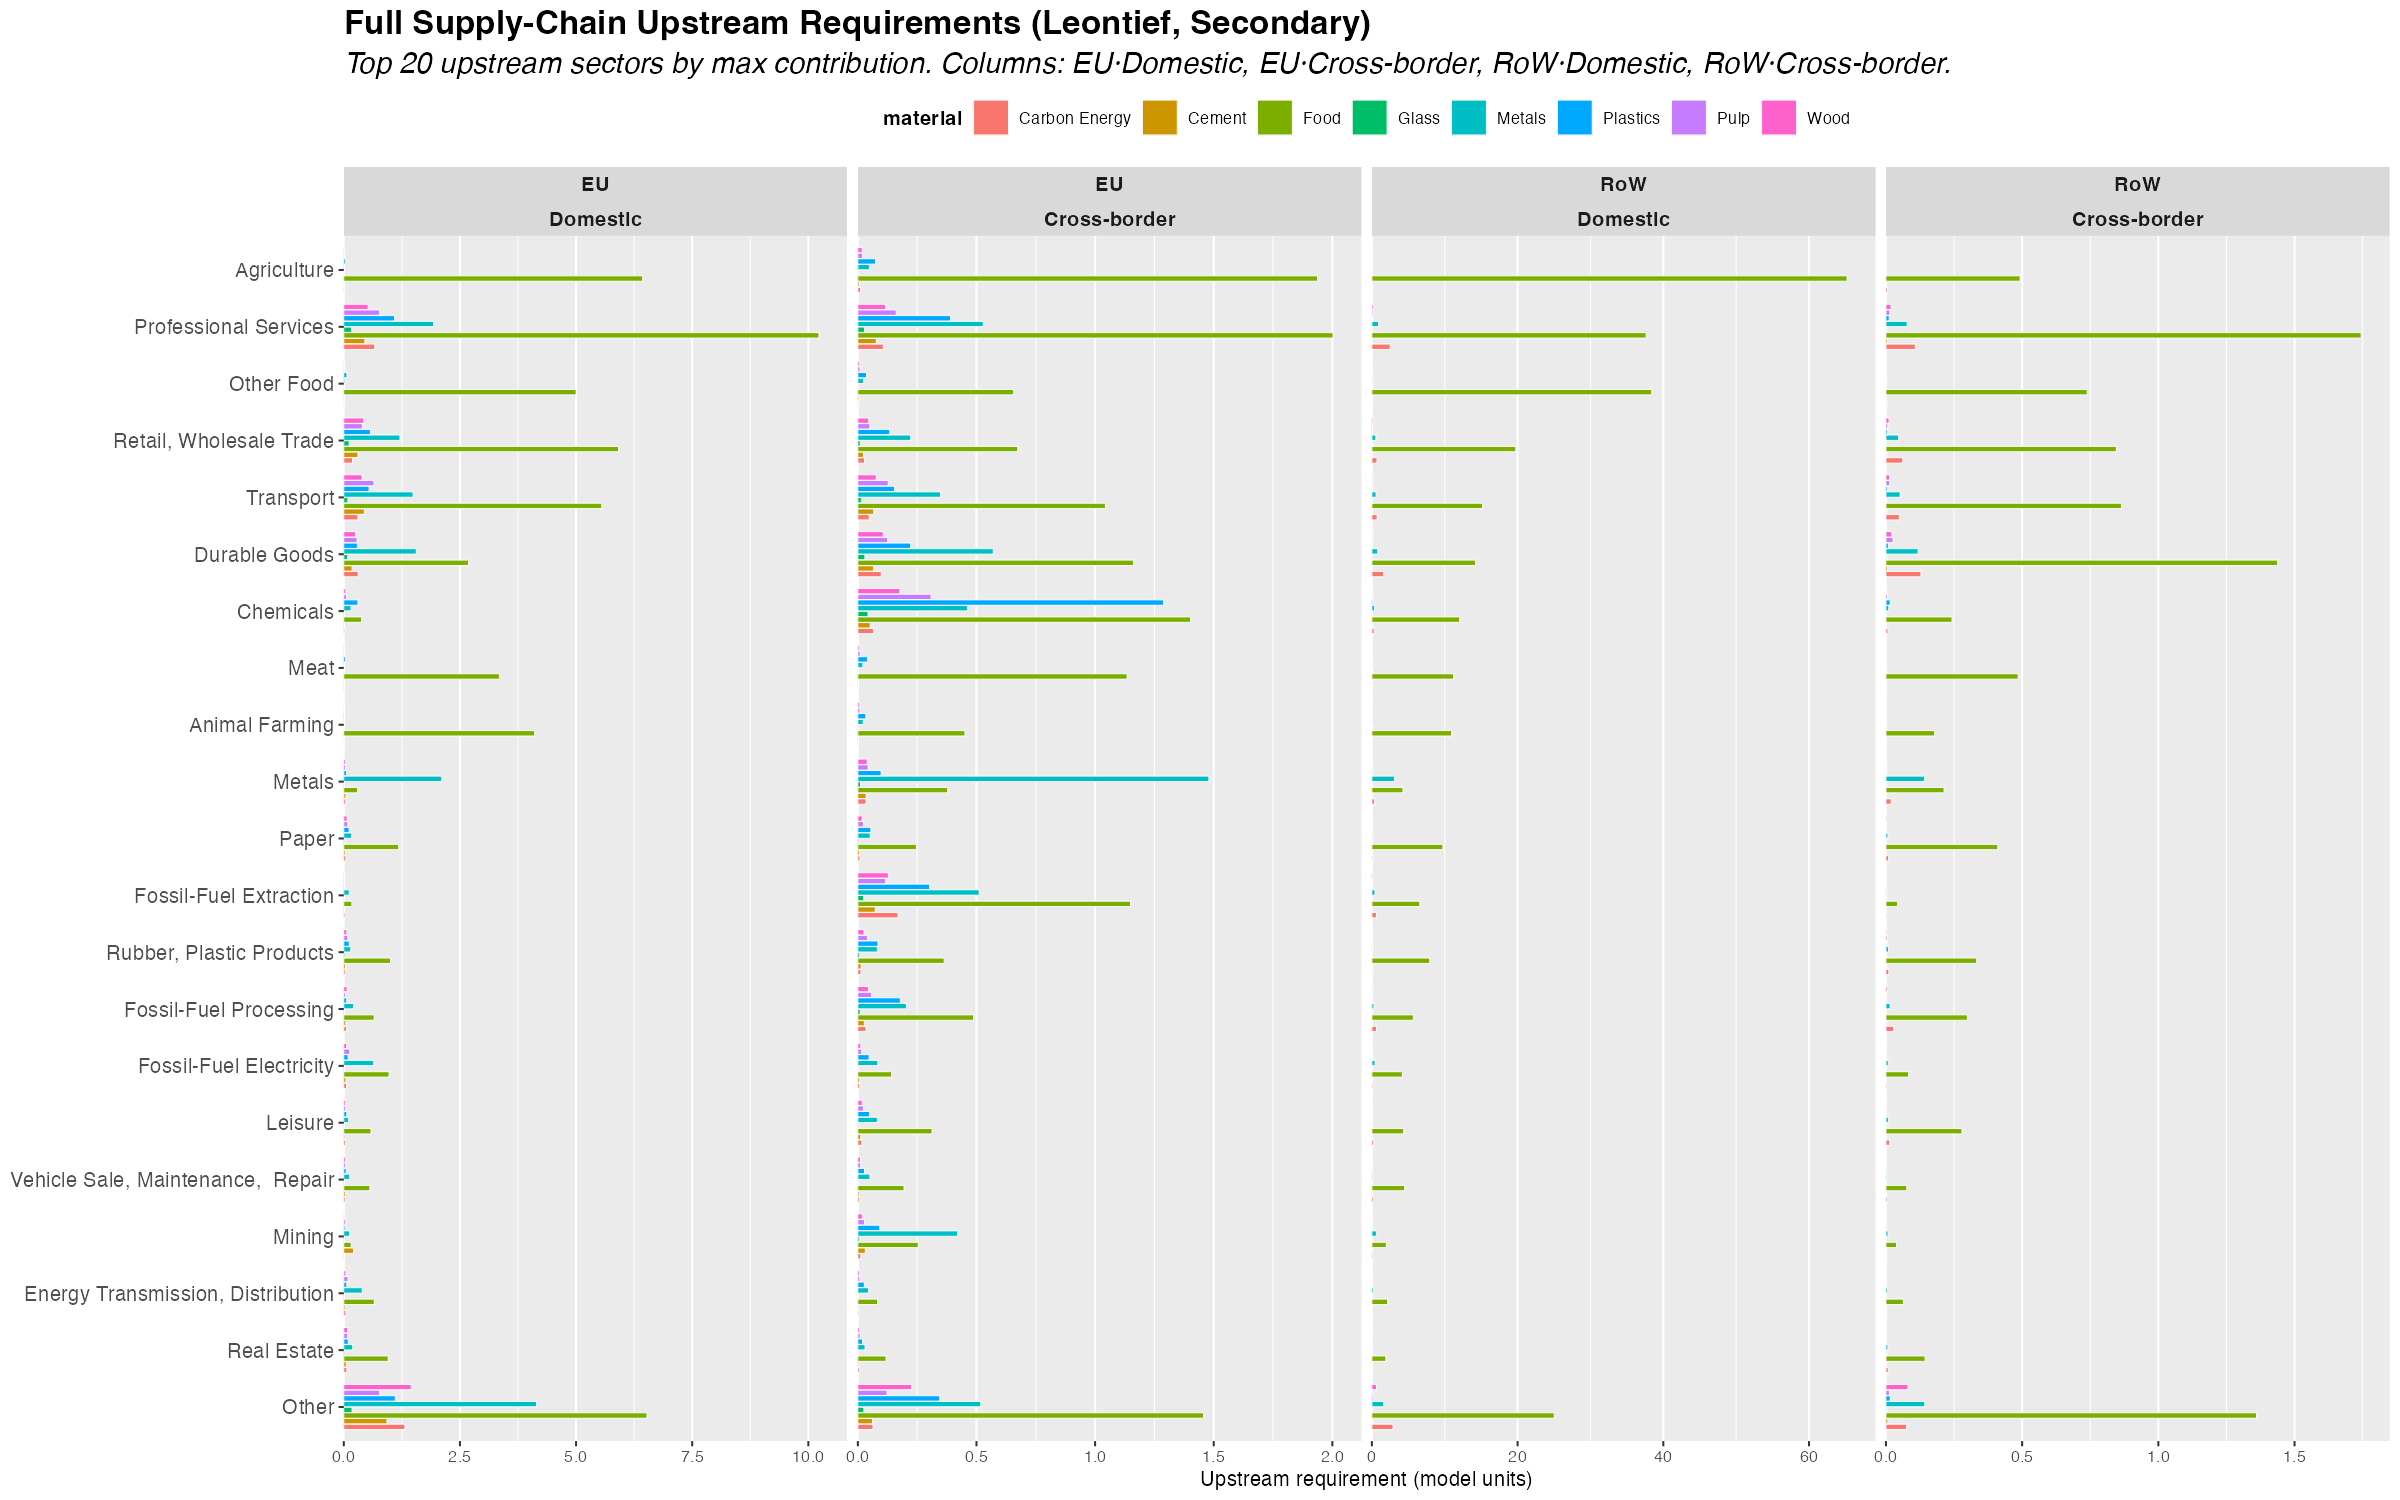 Full Supply-Chain Upstream Requirements (Leontief, Secondary)
Top 20 upstream sectors by max contribution. Columns: EU·Domestic, EU·Cross-border, RoW·Domestic, RoW·Cross-border.
material Carbon Energy Cement Food Glass Metals Plastics Pulp Wood
EU EU RoW RoW
Domestic Cross-border Domestic Cross-border
Agriculture
Professional Services
Other Food
Retail, Wholesale Trade
Transport
Durable Goods
Chemicals
Meat
Animal Farming
Metals
Paper
Fossil-Fuel Extraction
Rubber, Plastic Products
Fossil-Fuel Processing
Fossil-Fuel Electricity
Leisure
Vehicle Sale, Maintenance,  Repair
Mining
Energy Transmission, Distribution
Real Estate
Other
0.0 2.5 5.0 7.5 10.0 0.0 0.5 1.0 1.5 2.0 0 20 40 60 0.0 0.5 1.0 1.5
Upstream requirement (model units)